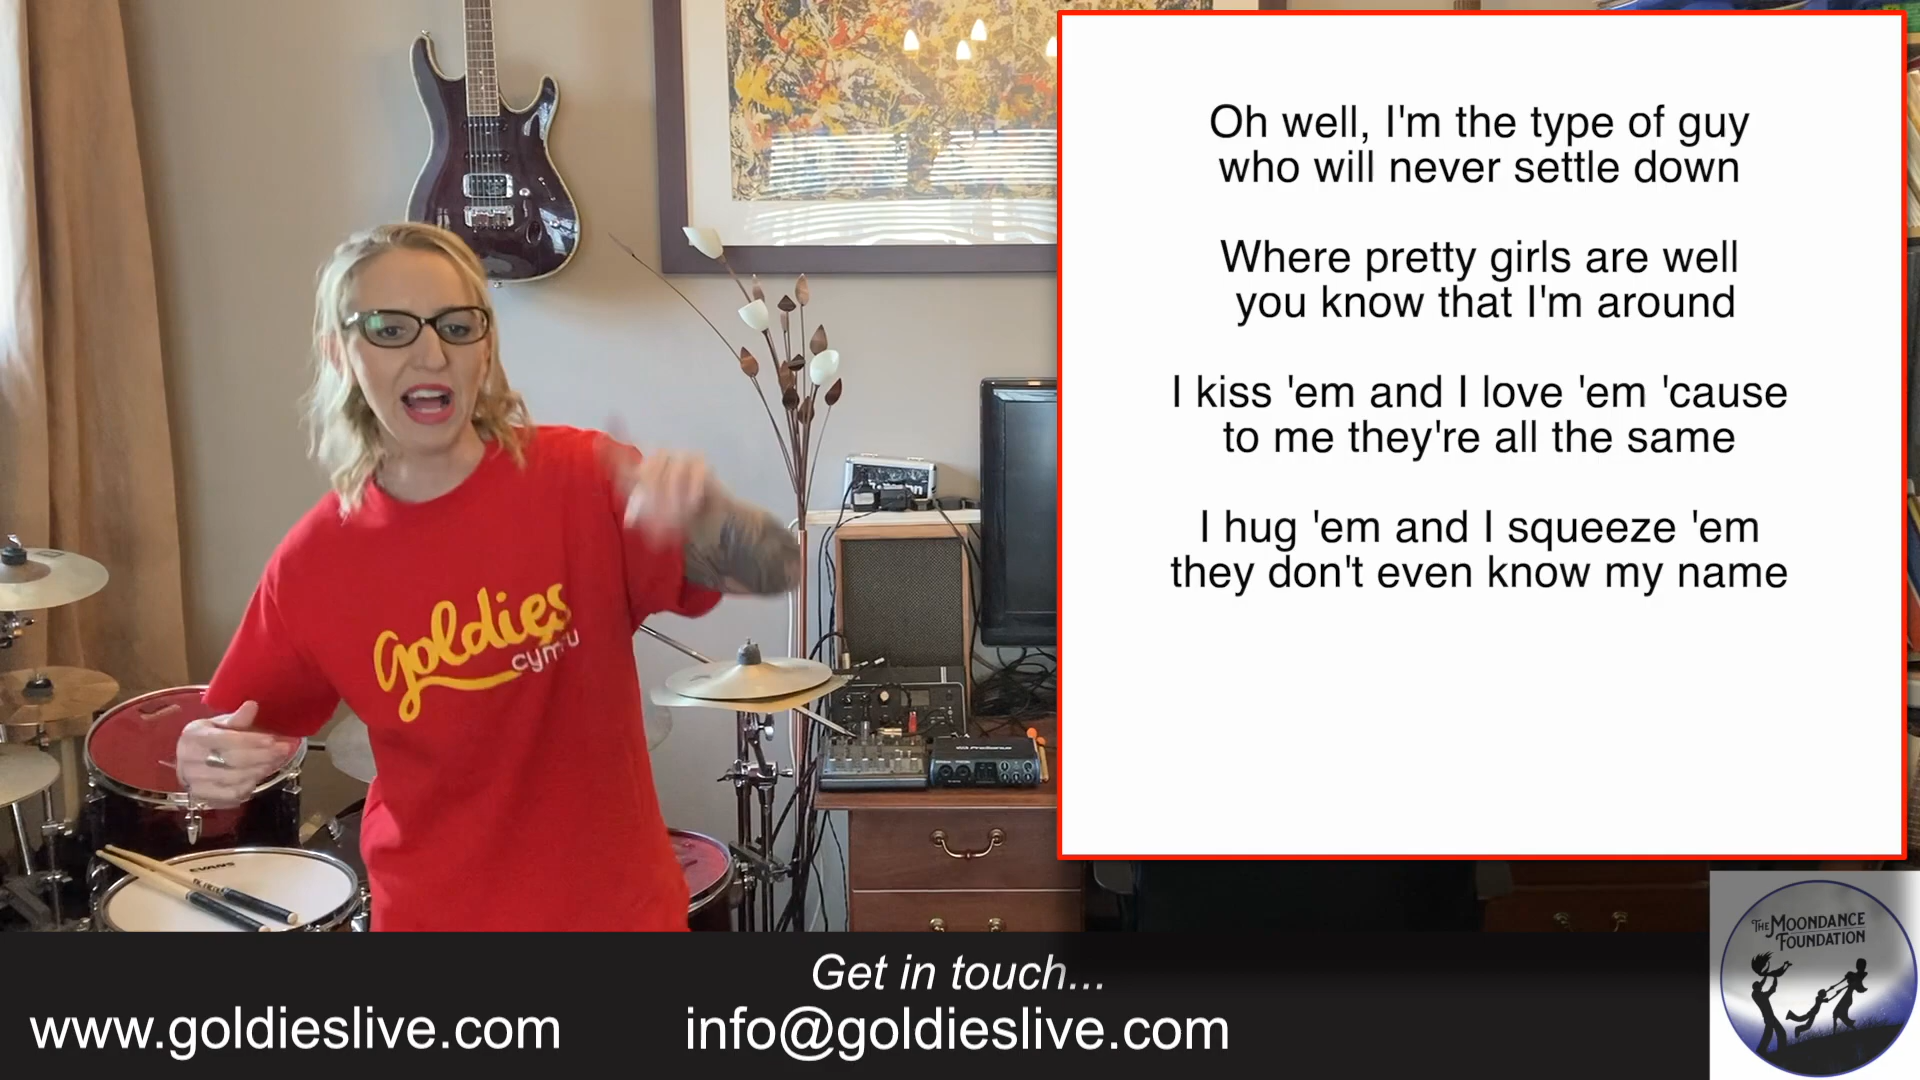 Oh well, I'm the type of guy
who will never settle down
Where pretty girls are well
you know that I'm around
I kiss 'em and I love 'em 'cause
to me they're all the same
I hug 'em and I squeeze 'em
they don't even know my name
Goldies
cymru
EVANS
PreSonus
Get in touch...
www.goldieslive.com
info@goldieslive.com
THE MOONDANCE
FOUNDATION